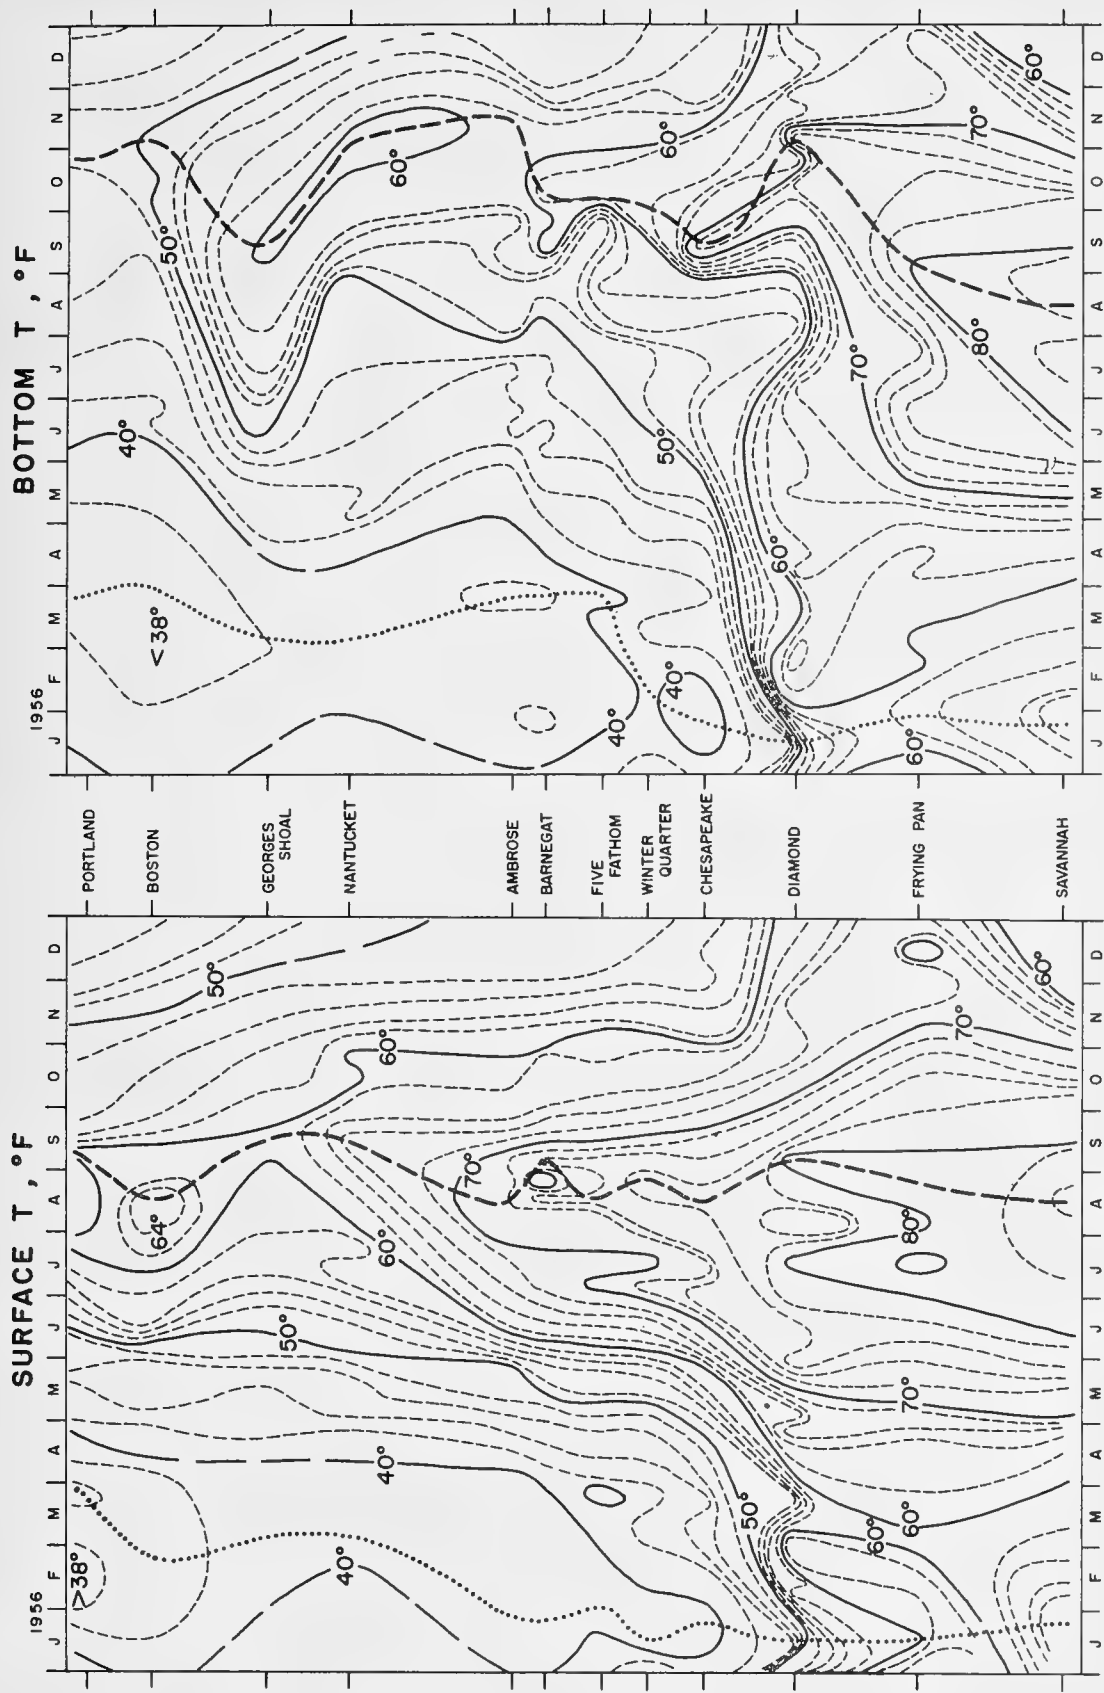 SURFACE T, °F
1956
J F M A M J J A S O N D
>38°
64°
50°
50°
40°
60°
40°
60°
70°
50°
60°
60°
70°
80°
70°
60°
J F M A M J J A S O N D
PORTLAND
BOSTON
GEORGES
SHOAL
NANTUCKET
AMBROSE
BARNEGAT
FIVE
FATHOM
WINTER
QUARTER
CHESAPEAKE
DIAMOND
FRYING PAN
SAVANNAH
BOTTOM T, °F
1956
J F M A M J J A S O N D
40°
<38°
50°
60°
40°
50°
60°
40°
60°
70°
60°
70°
80°
60°
J F M A M J J A S O N D